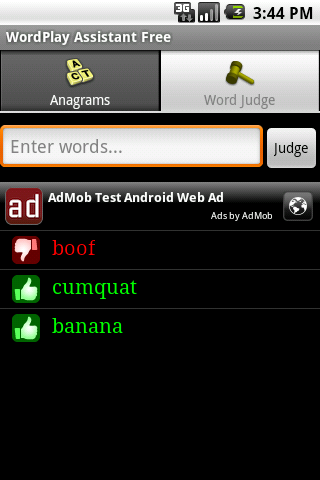 3G 3:44 PM
WordPlay Assistant Free
A C T
Anagrams
Word Judge
Enter words...
Judge
ad
AdMob Test Android Web Ad
Ads by AdMob
boof
cumquat
banana